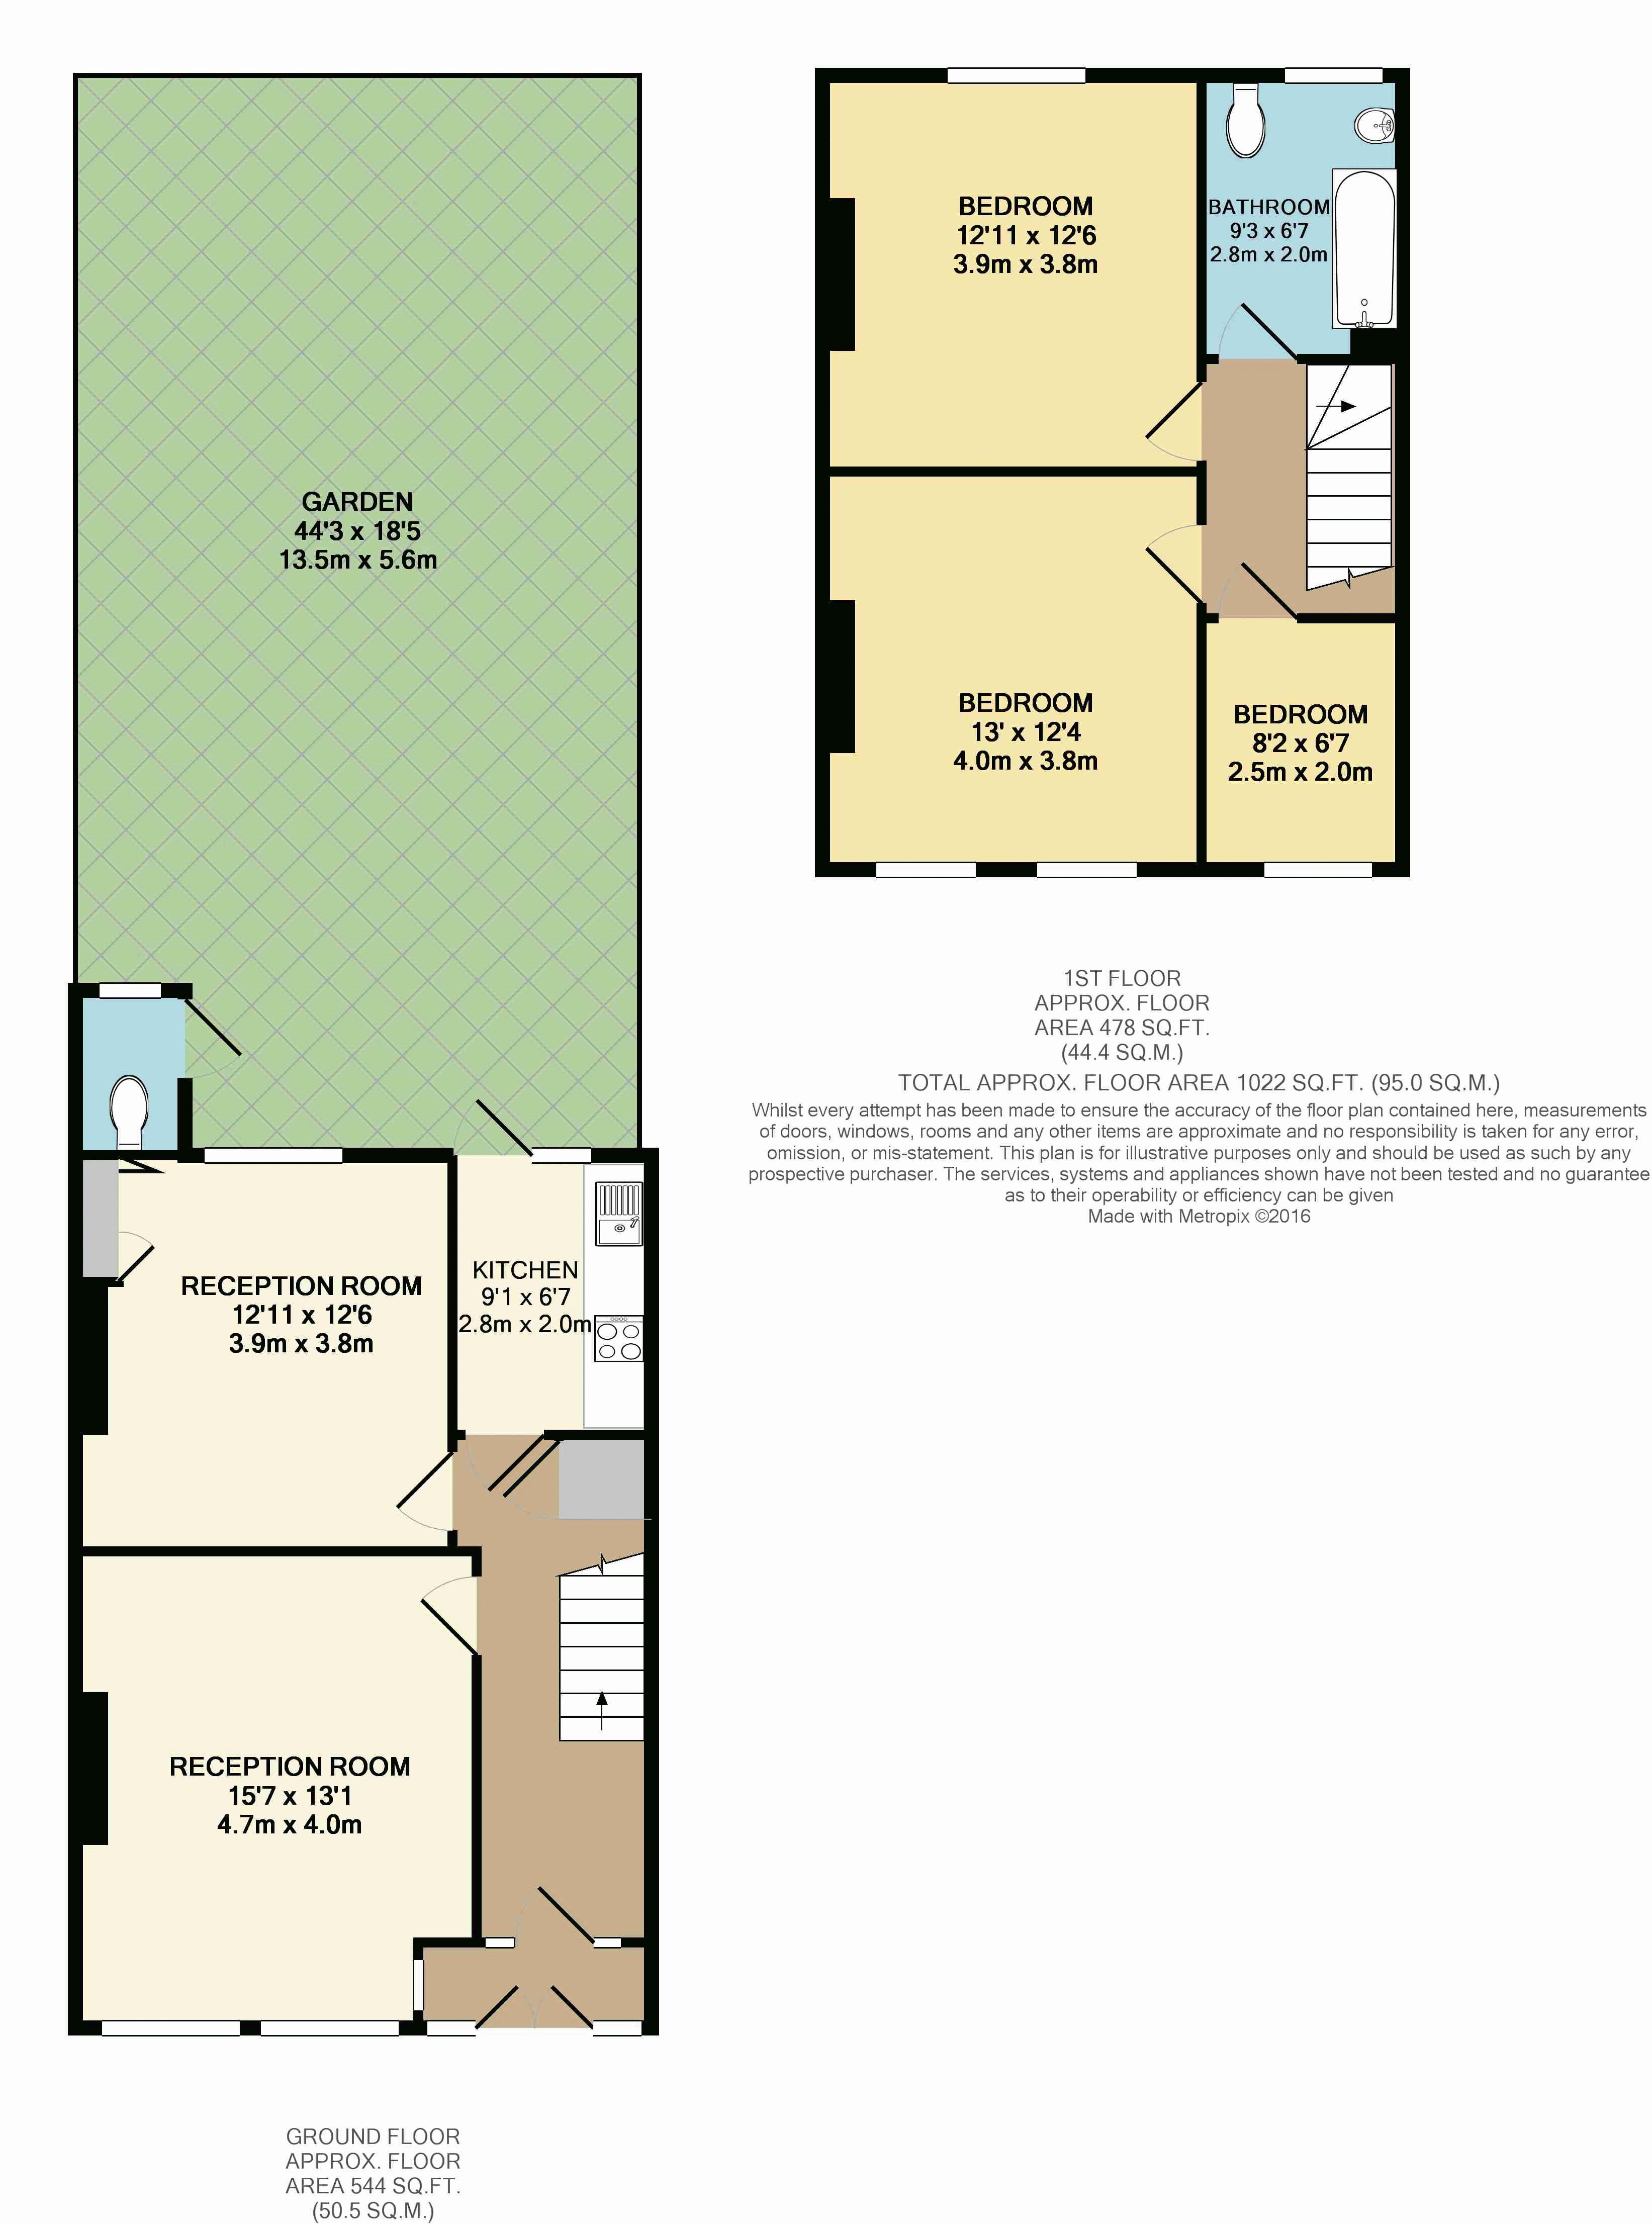 GARDEN
44'3 x 18'5
13.5m x 5.6m
RECEPTION ROOM
12'11 x 12'6
3.9m x 3.8m
KITCHEN
9'1 x 6'7
2.8m x 2.0m
RECEPTION ROOM
15'7 x 13'1
4.7m x 4.0m
GROUND FLOOR
APPROX. FLOOR
AREA 544 SQ.FT.
(50.5 SQ.M.)
BEDROOM
12'11 x 12'6
3.9m x 3.8m
BATHROOM
9'3 x 6'7
2.8m x 2.0m
BEDROOM
13' x 12'4
4.0m x 3.8m
BEDROOM
8'2 x 6'7
2.5m x 2.0m
1ST FLOOR
APPROX. FLOOR
AREA 478 SQ.FT.
(44.4 SQ.M.)
TOTAL APPROX. FLOOR AREA 1022 SQ.FT. (95.0 SQ.M.)
Whilst every attempt has been made to ensure the accuracy of the floor plan contained here, measurements
of doors, windows, rooms and any other items are approximate and no responsibility is taken for any error,
omission, or mis-statement. This plan is for illustrative purposes only and should be used as such by any
prospective purchaser. The services, systems and appliances shown have not been tested and no guarantee
as to their operability or efficiency can be given
Made with Metropix ©2016